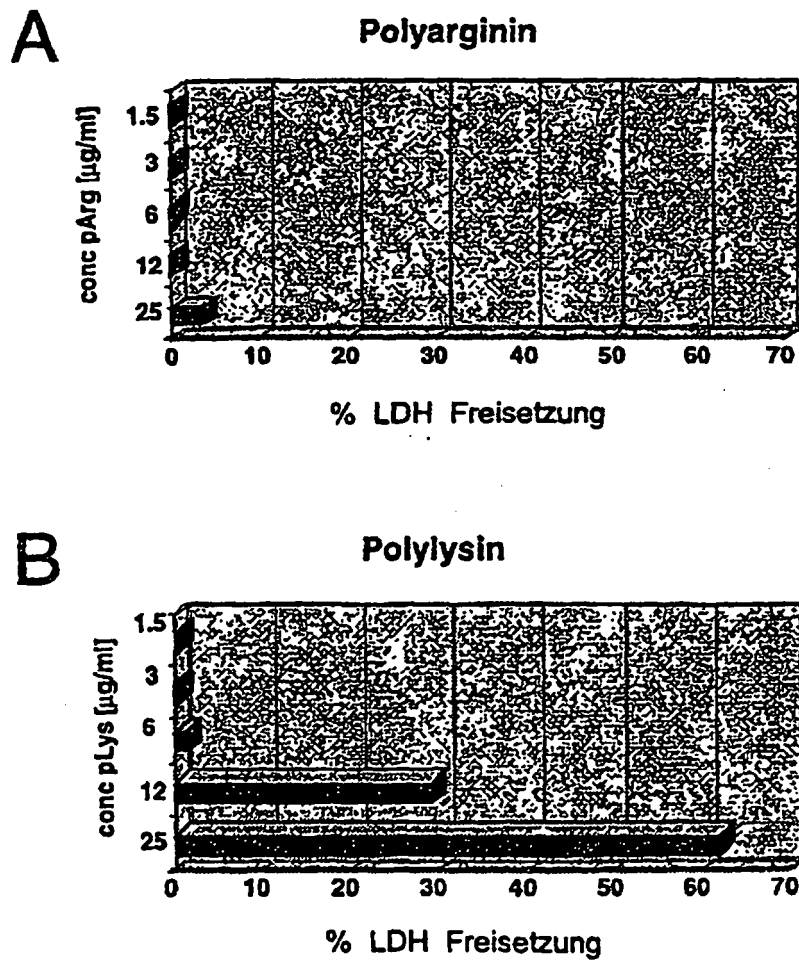 A
Polyarginin
conc pArg [µg/ml]
1.5
3
6
12
25
0 10 20 30 40 50 60 70
% LDH Freisetzung
B
Polylysin
conc pLys [µg/ml]
1.5
3
6
12
25
0 10 20 30 40 50 60 70
% LDH Freisetzung